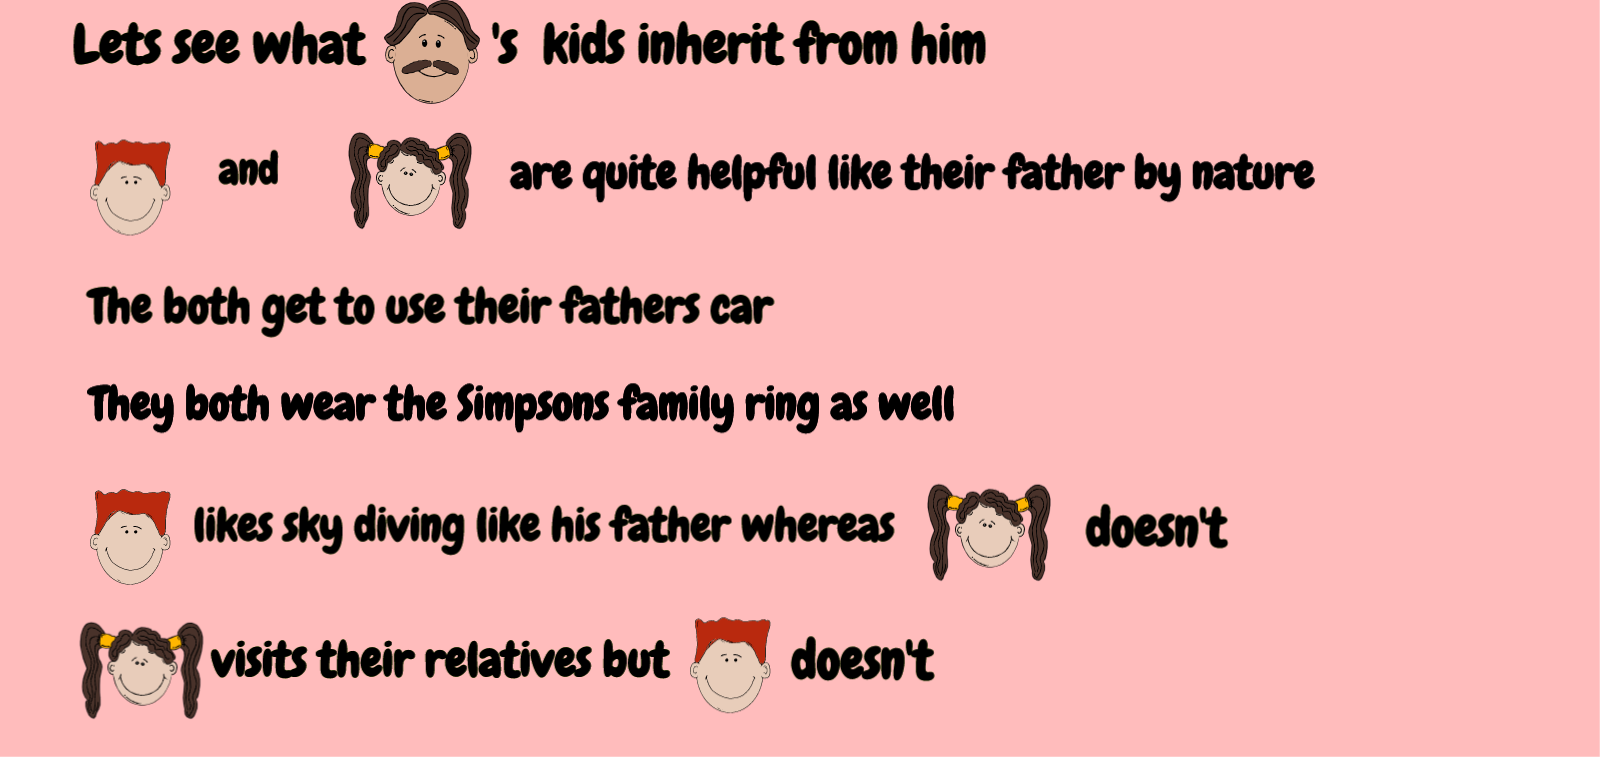 Lets see what 's kids inherit from him
and are quite helpful like their father by nature
The both get to use their fathers car
They both wear the Simpsons family ring as well
likes sky diving like his father whereas doesn't
visits their relatives but doesn't